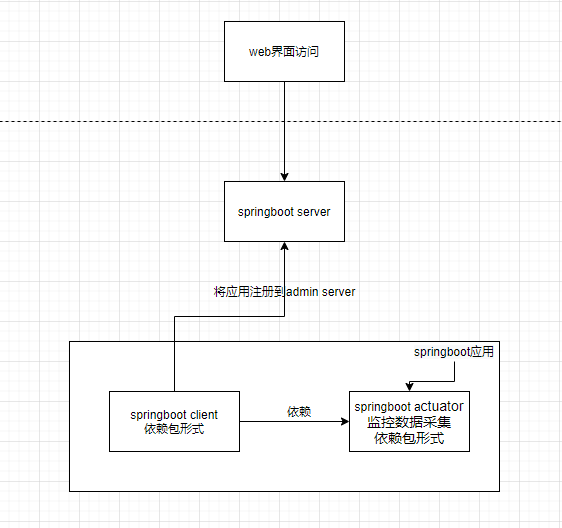 web界面访问
springboot server
将应用注册到admin server
springboot应用
springboot client
依赖包形式
依赖
springboot actuator
监控数据采集
依赖包形式